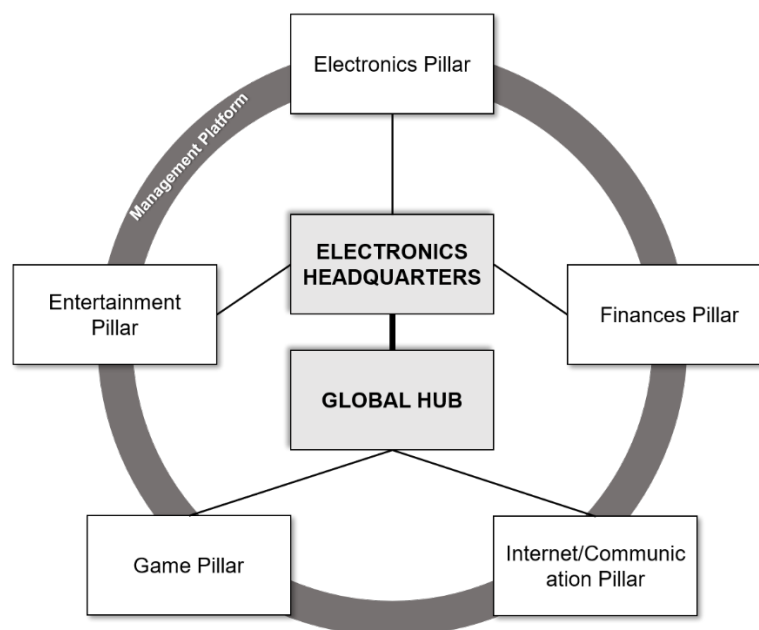 Electronics Pillar
Management Platform
ELECTRONICS
HEADQUARTERS
Entertainment
Pillar
Finances Pillar
GLOBAL HUB
Game Pillar
Internet/Communic
ation Pillar